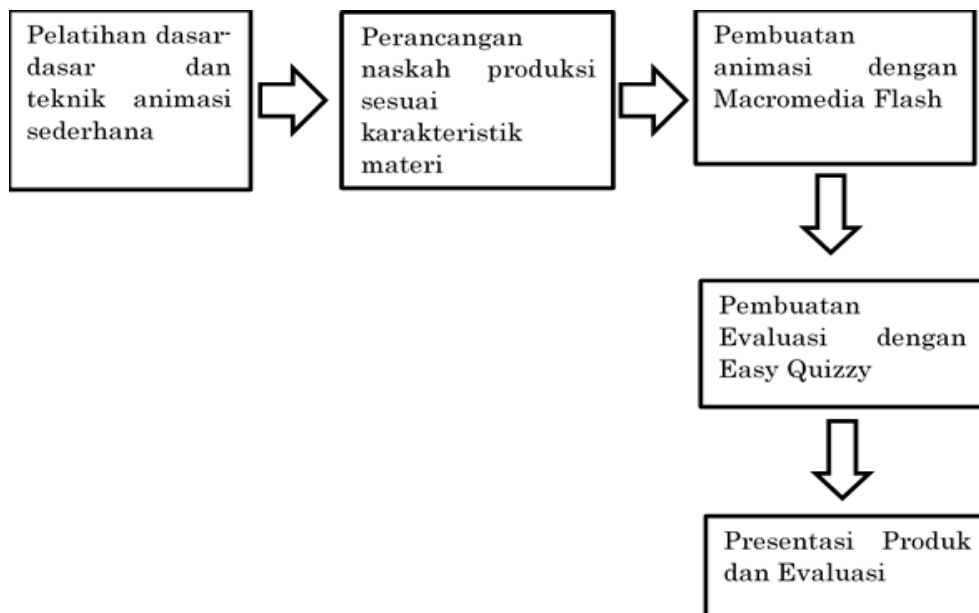 Pelatihan dasar-
dasar dan
teknik animasi
sederhana
Perancangan
naskah produksi
sesuai
karakteristik
materi
Pembuatan
animasi dengan
Macromedia Flash
Pembuatan
Evaluasi dengan
Easy Quizzy
Presentasi Produk
dan Evaluasi